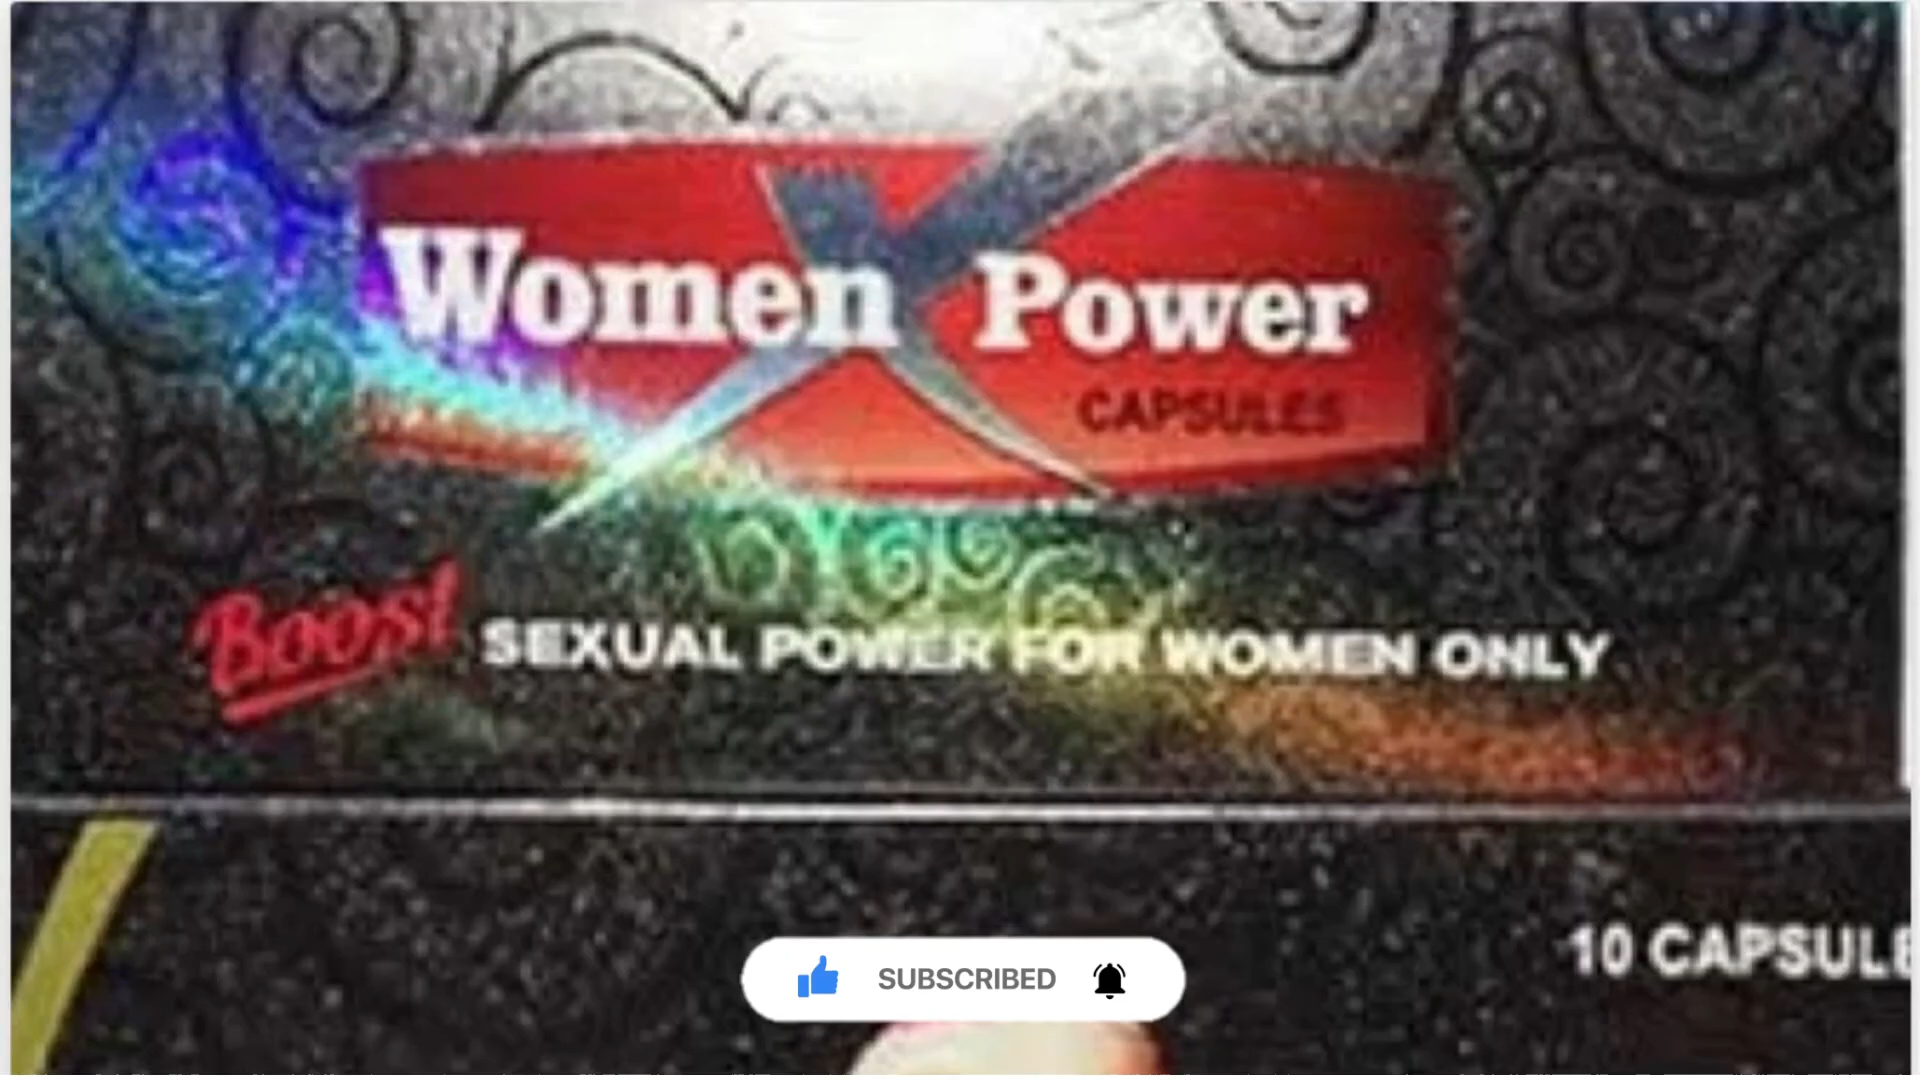 Women X Power
CAPSULES
Boost SEXUAL POWER FOR WOMEN ONLY
10 CAPSULE
SUBSCRIBED